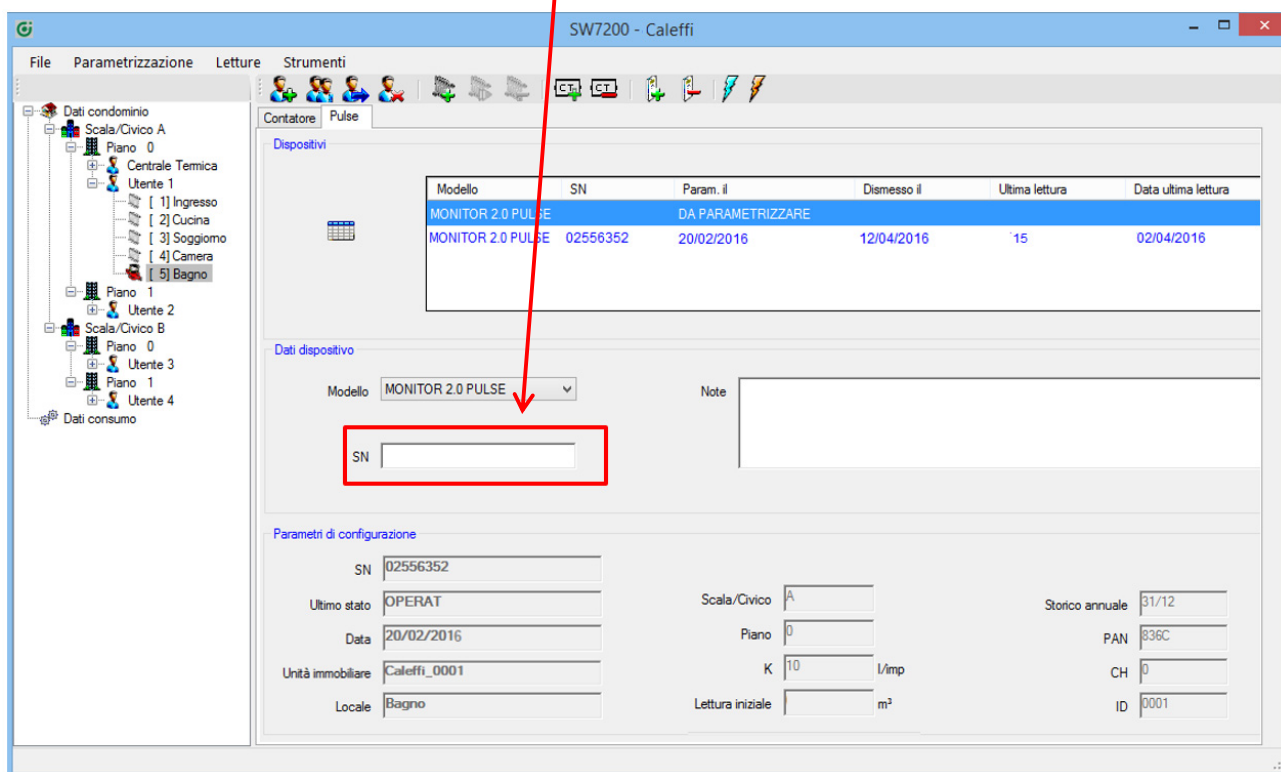 SW7200 - Caleffi
File Parametrizzazione Letture Strumenti
CT CT
Dati condominio
Scala/Civico A
Piano 0
Centrale Termica
Utente 1
[ 1] Ingresso
[ 2] Cucina
[ 3] Soggiorno
[ 4] Camera
[ 5] Bagno
Piano 1
Utente 2
Scala/Civico B
Piano 0
Utente 3
Piano 1
Utente 4
Dati consumo
Contatore Pulse
Dispositivi
Modello SN Param. il Dismesso il Ultima lettura Data ultima lettura
MONITOR 2.0 PULSE DA PARAMETRIZZARE
MONITOR 2.0 PULSE 02556352 20/02/2016 12/04/2016 15 02/04/2016
Dati dispositivo
Modello MONITOR 2.0 PULSE Note
SN
Parametri di configurazione
SN 02556352
Ultimo stato OPERAT Scala/Civico A Storico annuale 31/12
Data 20/02/2016 Piano 0 PAN 836C
Unità immobiliare Caleffi_0001 K 10 l/imp CH 0
Locale Bagno Lettura iniziale m³ ID 0001